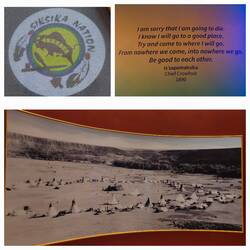 SIKSIKA NATION
I am sorry that I am going to die.
I know I will go to a good place.
Try and come to where I will go.
From nowhere we came, into nowhere we go.
Be good to each other.
Chief Crowfoot
1890